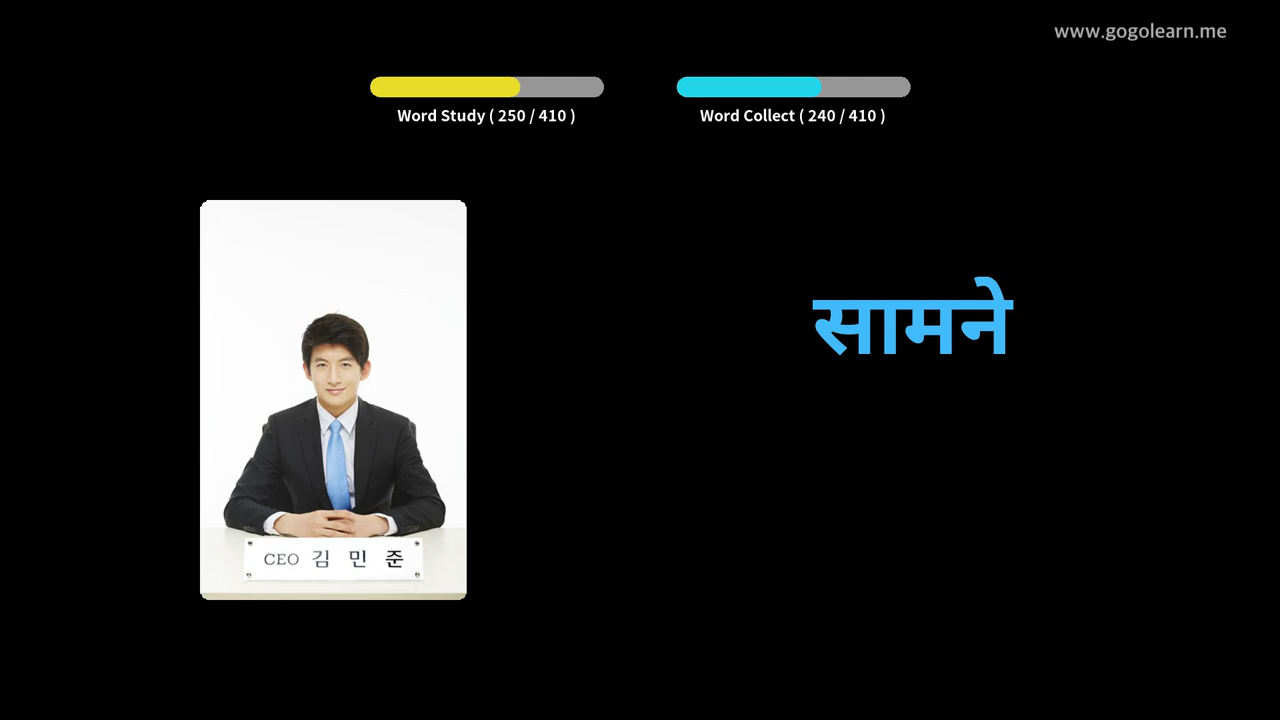 www.gogolearn.me
Word Study ( 250 / 410 )
Word Collect ( 240 / 410 )
सामने
CEO 김 민 준